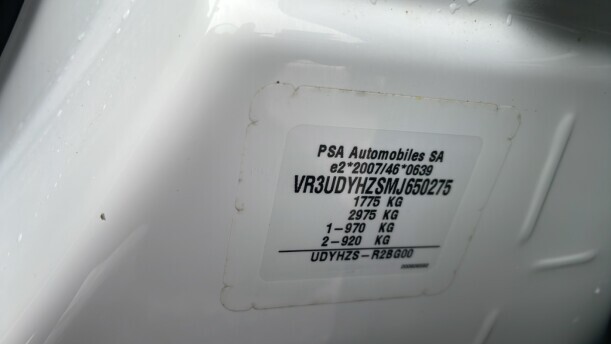 PSA Automobiles SA
e2*2007/46*0639
VR3UDYHZSMJ650275
1775 KG
2975 KG
1-970 KG
2-920 KG
UDYHZS-R2BG00